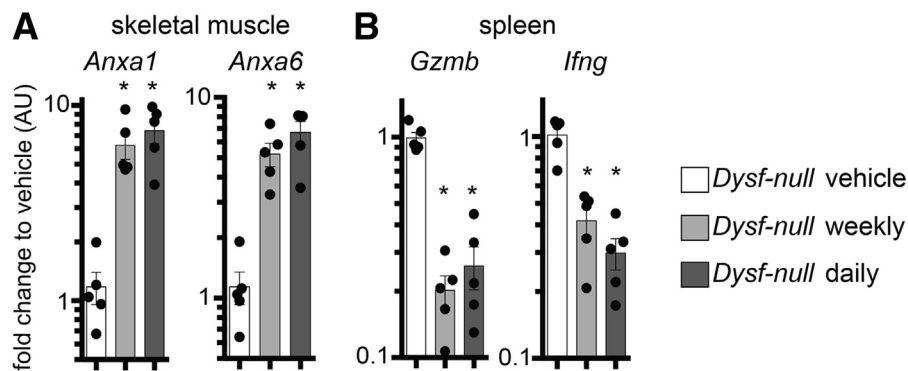 A skeletal muscle
Anxa1 Anxa6
* * * *
fold change to vehicle (AU)
10
1
10
1
B spleen
Gzmb Ifng
* * * *
1
0.1
1
0.1
Dysf-null vehicle
Dysf-null weekly
Dysf-null daily